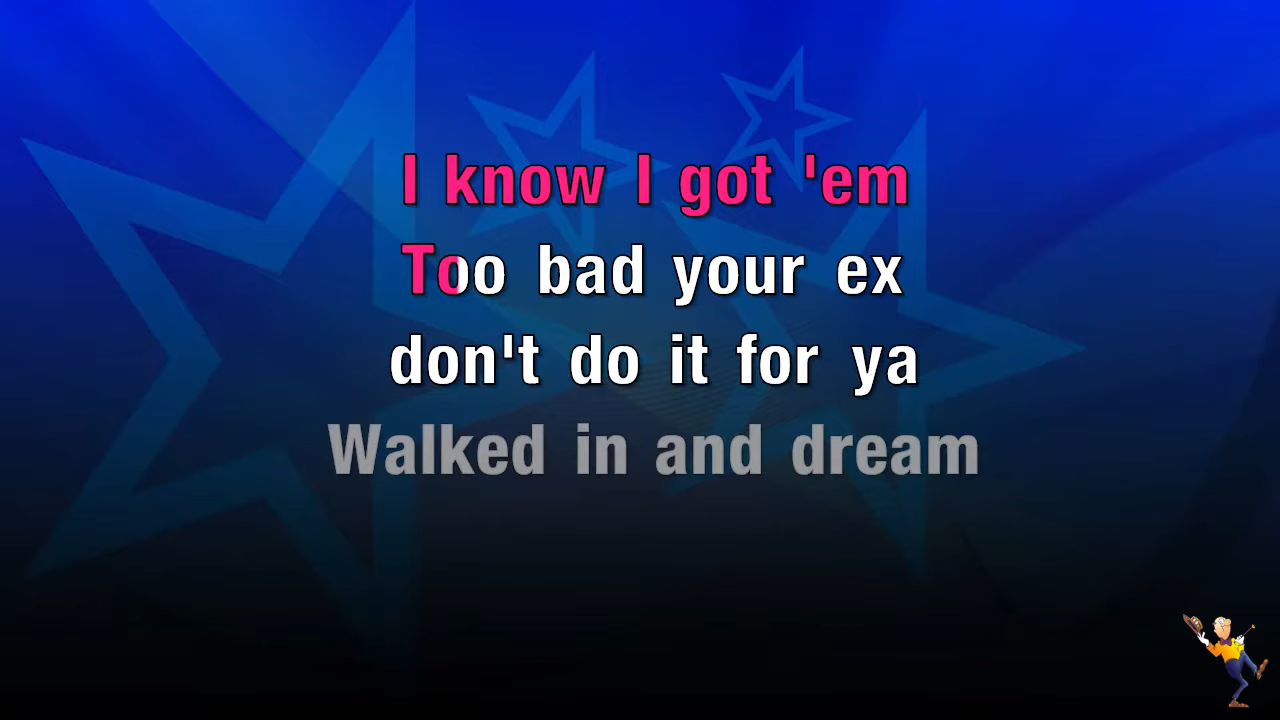 I know I got 'em
Too bad your ex
don't do it for ya
Walked in and dream